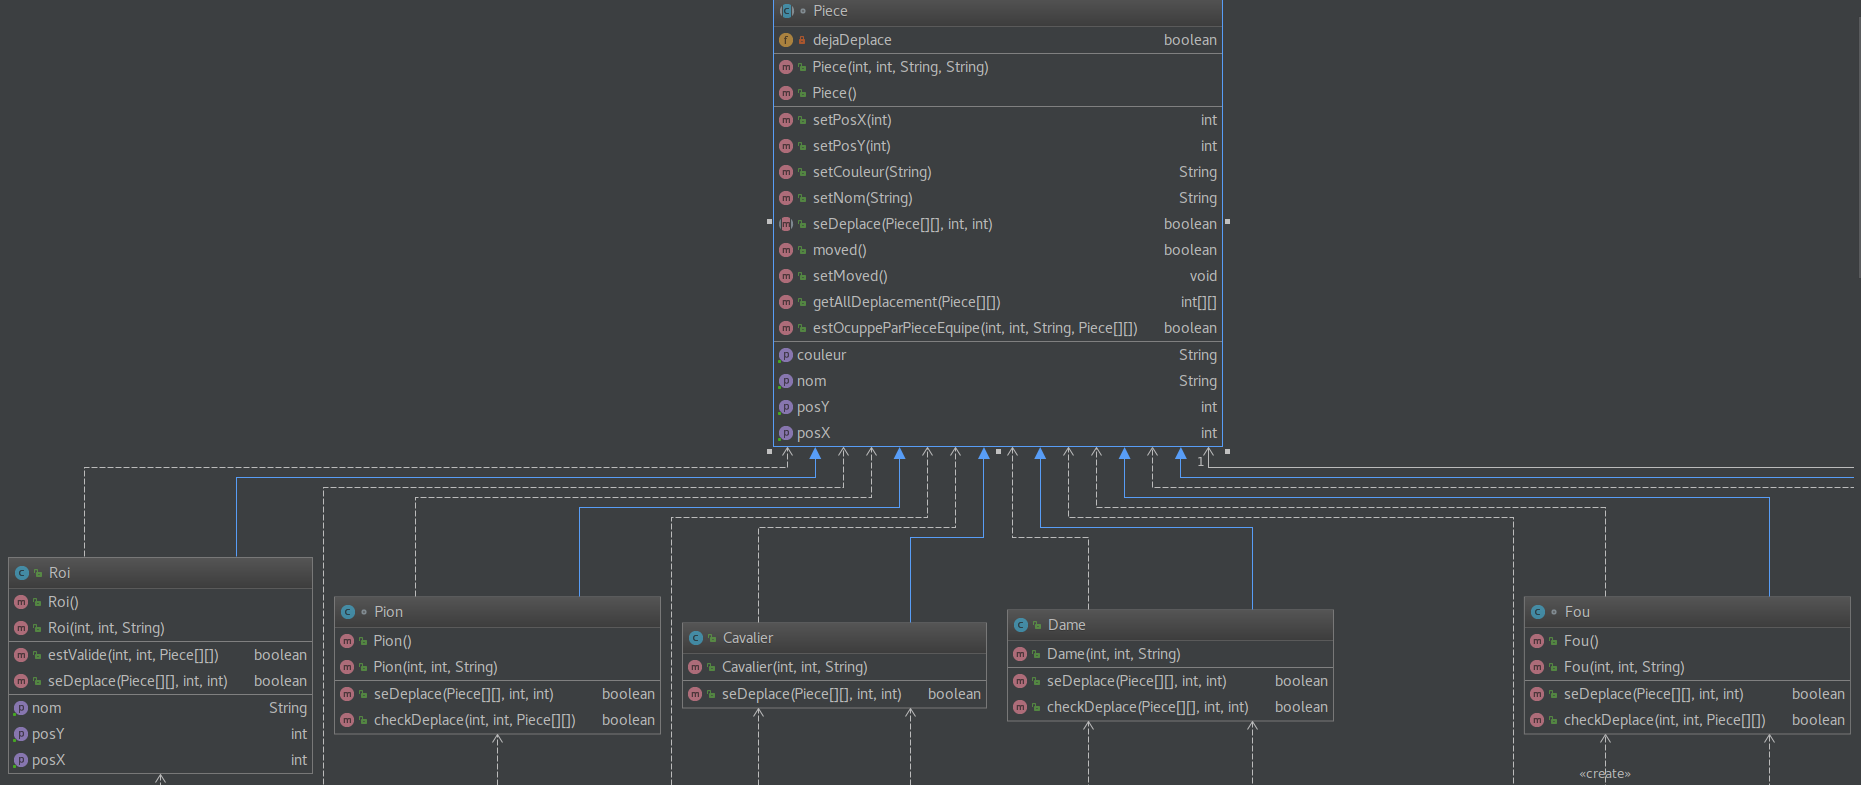 Piece
dejaDeplace boolean
Piece(int, int, String, String)
Piece()
setPosX(int) int
setPosY(int) int
setCouleur(String) String
setNom(String) String
seDeplace(Piece[][], int, int) boolean
moved() boolean
setMoved() void
getAllDeplacement(Piece[][]) int[][]
estOcuppeParPieceEquipe(int, int, String, Piece[][]) boolean
couleur String
nom String
posY int
posX int
1
Roi
Roi()
Roi(int, int, String)
estValide(int, int, Piece[][]) boolean
seDeplace(Piece[][], int, int) boolean
nom String
posY int
posX int
Pion
Pion()
Pion(int, int, String)
seDeplace(Piece[][], int, int) boolean
checkDeplace(int, int, Piece[][]) boolean
Cavalier
Cavalier(int, int, String)
seDeplace(Piece[][], int, int) boolean
Dame
Dame(int, int, String)
seDeplace(Piece[][], int, int) boolean
checkDeplace(Piece[][], int, int) boolean
Fou
Fou()
Fou(int, int, String)
seDeplace(Piece[][], int, int) boolean
checkDeplace(int, int, Piece[][]) boolean
«create»